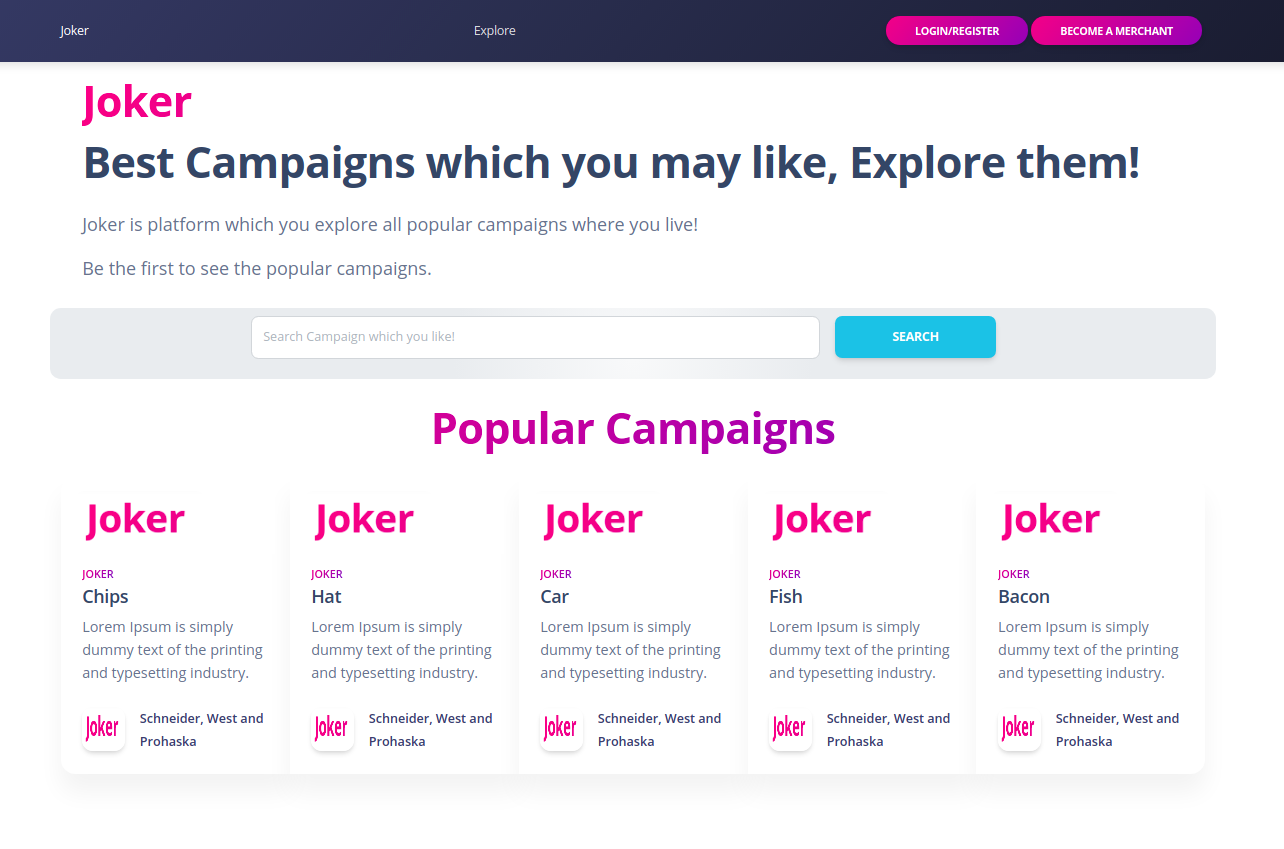 Joker
Explore
LOGIN/REGISTER
BECOME A MERCHANT
Joker
Best Campaigns which you may like, Explore them!
Joker is platform which you explore all popular campaigns where you live!
Be the first to see the popular campaigns.
Search Campaign which you like!
SEARCH
Popular Campaigns
Joker
JOKER
Chips
Lorem Ipsum is simply
dummy text of the printing
and typesetting industry.
Joker
Schneider, West and
Prohaska
Joker
JOKER
Hat
Lorem Ipsum is simply
dummy text of the printing
and typesetting industry.
Joker
Schneider, West and
Prohaska
Joker
JOKER
Car
Lorem Ipsum is simply
dummy text of the printing
and typesetting industry.
Joker
Schneider, West and
Prohaska
Joker
JOKER
Fish
Lorem Ipsum is simply
dummy text of the printing
and typesetting industry.
Joker
Schneider, West and
Prohaska
Joker
JOKER
Bacon
Lorem Ipsum is simply
dummy text of the printing
and typesetting industry.
Joker
Schneider, West and
Prohaska